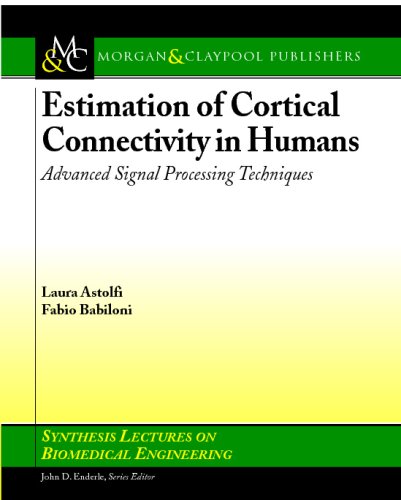 M&C MORGAN&CLAYPOOL PUBLISHERS
Estimation of Cortical
Connectivity in Humans
Advanced Signal Processing Techniques
Laura Astolfi
Fabio Babiloni
SYNTHESIS LECTURES ON
BIOMEDICAL ENGINEERING
John D. Enderle, Series Editor